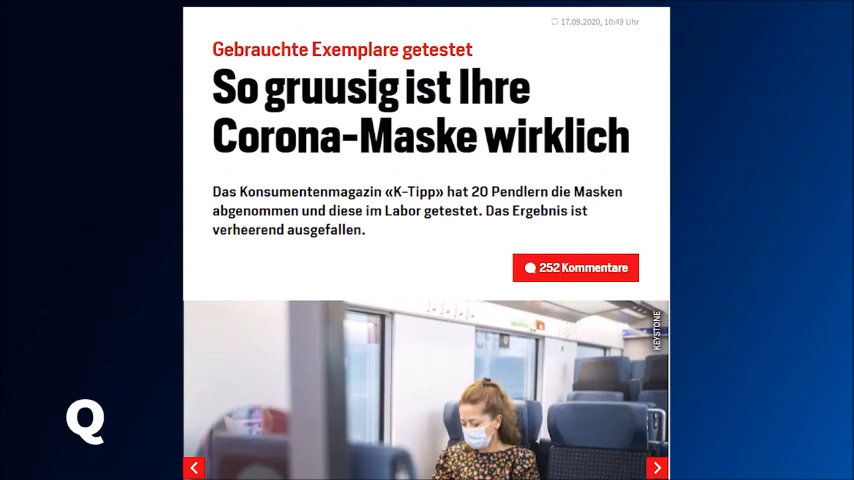 17.09.2020, 10:49 Uhr
Gebrauchte Exemplare getestet
So gruusig ist Ihre
Corona-Maske wirklich
Das Konsumentenmagazin «K-Tipp» hat 20 Pendlern die Masken
abgenommen und diese im Labor getestet. Das Ergebnis ist
verheerend ausgefallen.
252 Kommentare
KEYSTONE
Q